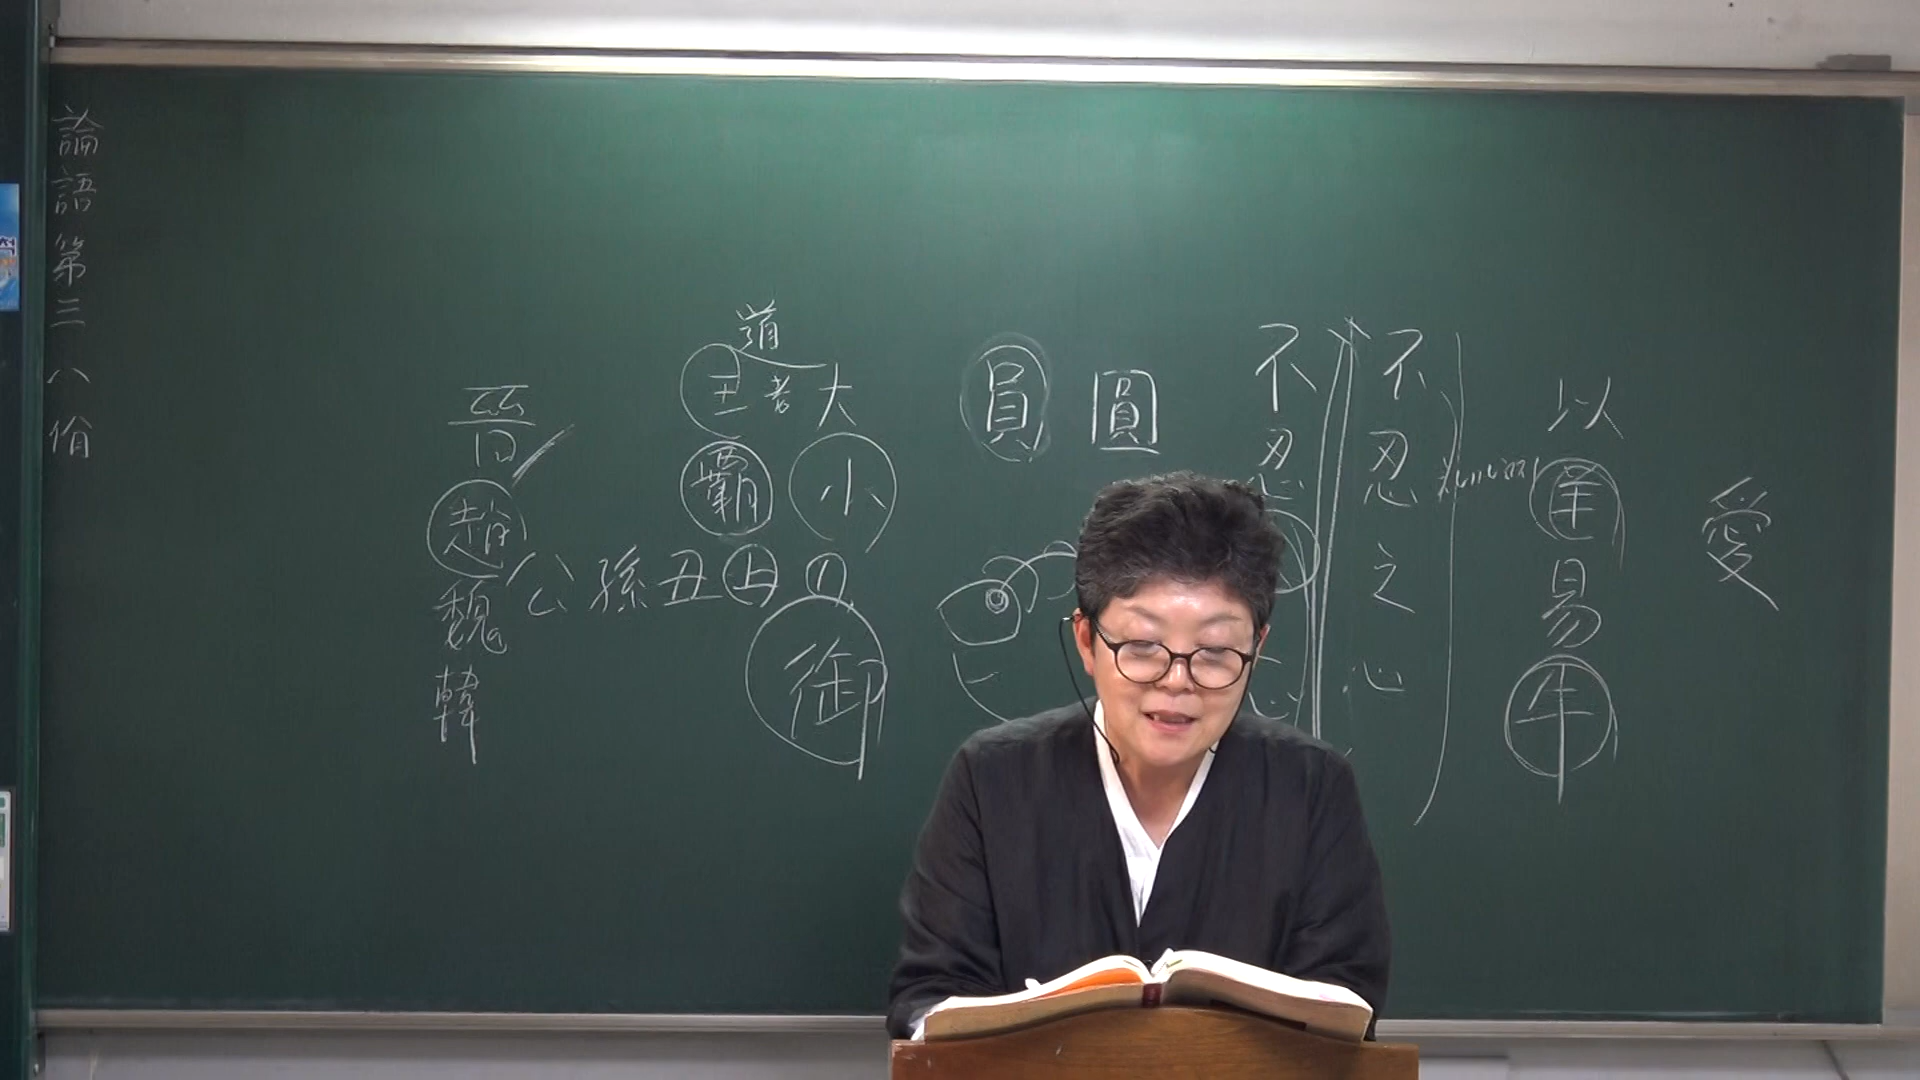 論語第三八佾
晉
趙
魏
韓
道
王者大
霸小
公孫丑上1
御
員圓
不忍
不忍之心
以羊易牛
愛